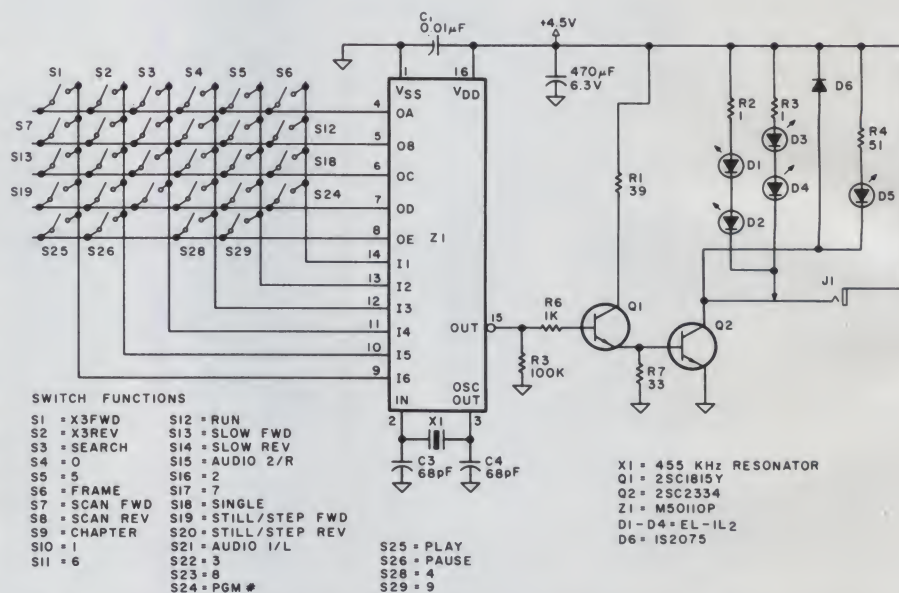 C1
0.01µF
+4.5V
470µF
6.3V
S1 S2 S3 S4 S5 S6
S7 S12
S13 S18
S19 S24
S25 S26 S28 S29
1 16
VSS VDD
4 OA
5 OB
6 OC
7 OD
8 OE
Z1
14 I1
13 I2
12 I3
11 I4
10 I5
9 I6
OUT 15
IN
OSC
OUT
2 X1 3
C3
68pF
C4
68pF
R6
1K
R3
100K
R1
39
Q1
R7
33
Q2
R2
1
R3
1
D1
D2
D3
D4
D6
R4
51
D5
J1
SWITCH FUNCTIONS
S1 = X3FWD
S2 = X3REV
S3 = SEARCH
S4 = 0
S5 = 5
S6 = FRAME
S7 = SCAN FWD
S8 = SCAN REV
S9 = CHAPTER
S10 = 1
S11 = 6
S12 = RUN
S13 = SLOW FWD
S14 = SLOW REV
S15 = AUDIO 2/R
S16 = 2
S17 = 7
S18 = SINGLE
S19 = STILL/STEP FWD
S20 = STILL/STEP REV
S21 = AUDIO 1/L
S22 = 3
S23 = 8
S24 = PGM #
S25 = PLAY
S26 = PAUSE
S28 = 4
S29 = 9
X1 = 455 KHz RESONATOR
Q1 = 2SC1815Y
Q2 = 2SC2334
Z1 = M50110P
D1-D4 = EL-1L2
D6 = 1S2075